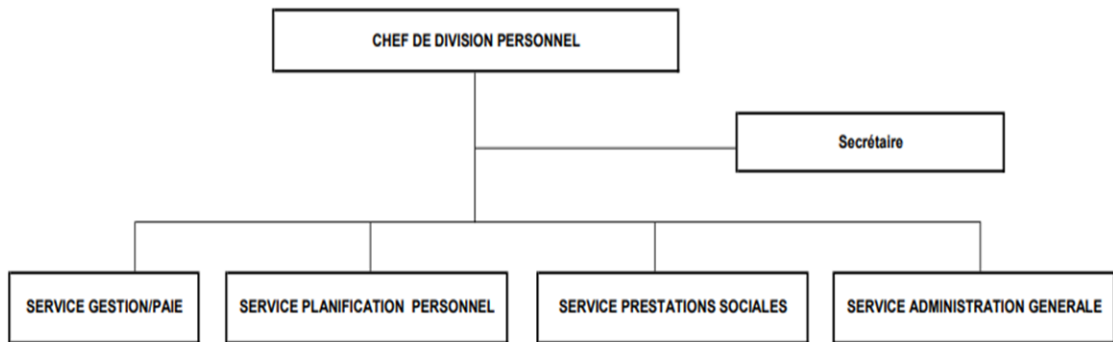 CHEF DE DIVISION PERSONNEL
Secrétaire
SERVICE GESTION/PAIE
SERVICE PLANIFICATION PERSONNEL
SERVICE PRESTATIONS SOCIALES
SERVICE ADMINISTRATION GENERALE